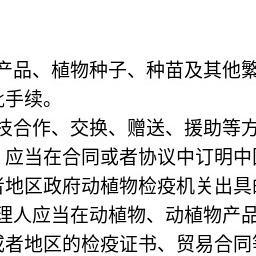 产品、植物种子、种苗及其他繁
手续。
技合作、交换、赠送、援助等方
应当在合同或者协议中订明中国
者地区政府动植物检疫机关出具的
理人应当在动植物、动植物产品
或者地区的检疫证书、贸易合同等